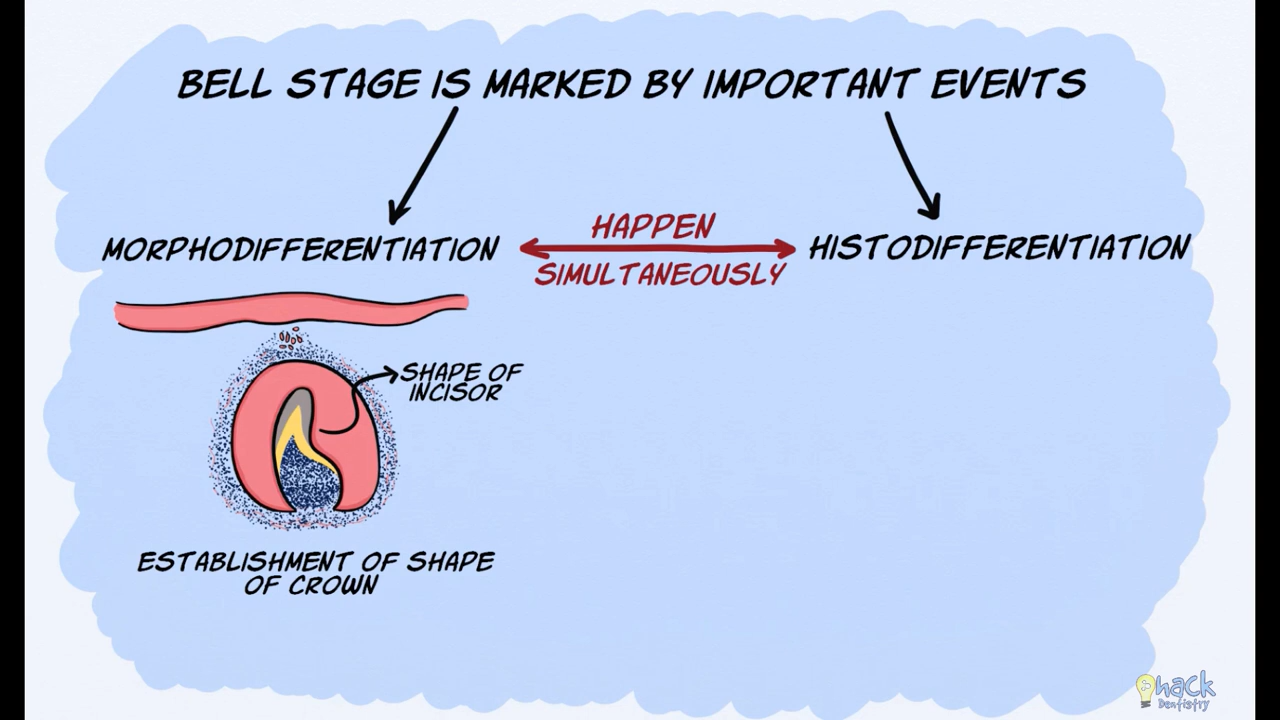 BELL STAGE IS MARKED BY IMPORTANT EVENTS
MORPHODIFFERENTIATION
HAPPEN
SIMULTANEOUSLY
HISTODIFFERENTIATION
SHAPE OF
INCISOR
ESTABLISHMENT OF SHAPE
OF CROWN
hack
Dentistry